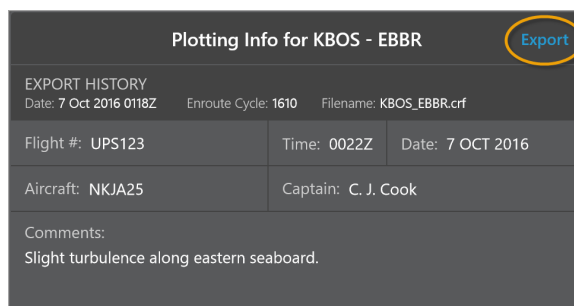 Plotting Info for KBOS - EBBR Export
EXPORT HISTORY
Date: 7 Oct 2016 0118Z Enroute Cycle: 1610 Filename: KBOS_EBBR.crf
Flight #: UPS123 Time: 0022Z Date: 7 OCT 2016
Aircraft: NKJA25 Captain: C. J. Cook
Comments:
Slight turbulence along eastern seaboard.